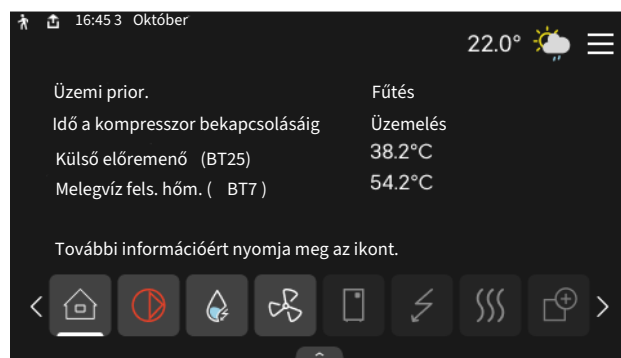 16:45 3 Október
22.0°
Üzemi prior. Fűtés
Idő a kompresszor bekapcsolásáig Üzemelés
Külső előremenő (BT25) 38.2°C
Melegvíz fels. hőm. ( BT7 ) 54.2°C
További információért nyomja meg az ikont.